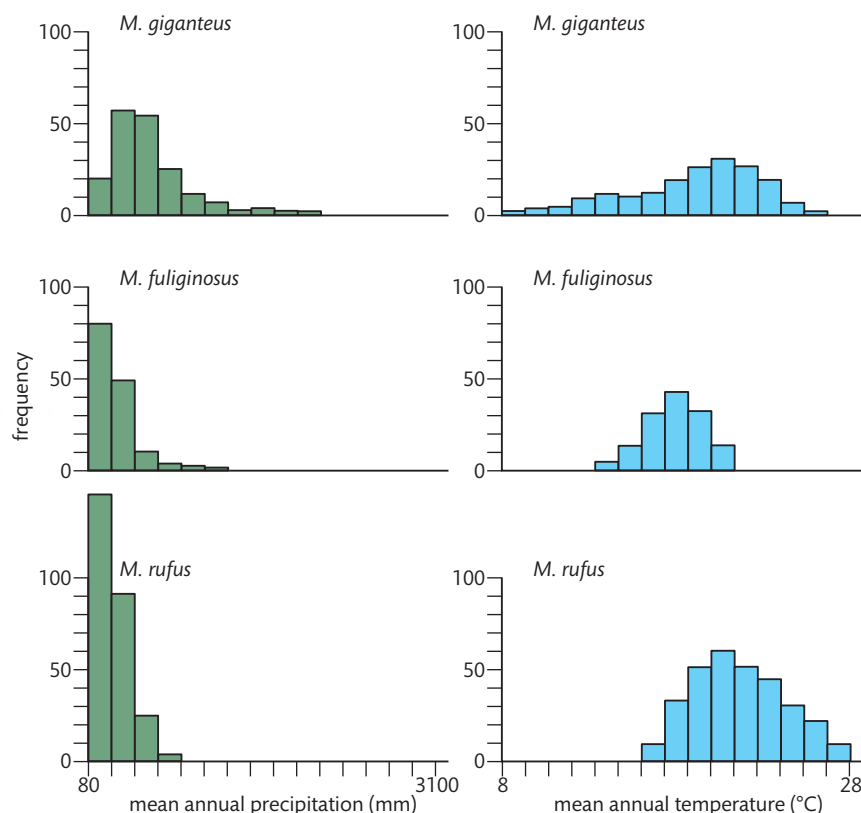 M. giganteus
100
50
0
M. giganteus
100
50
0
M. fuliginosus
100
50
0
M. fuliginosus
100
50
0
frequency
M. rufus
100
50
0
80
3100
mean annual precipitation (mm)
M. rufus
100
50
0
8
28
mean annual temperature (°C)